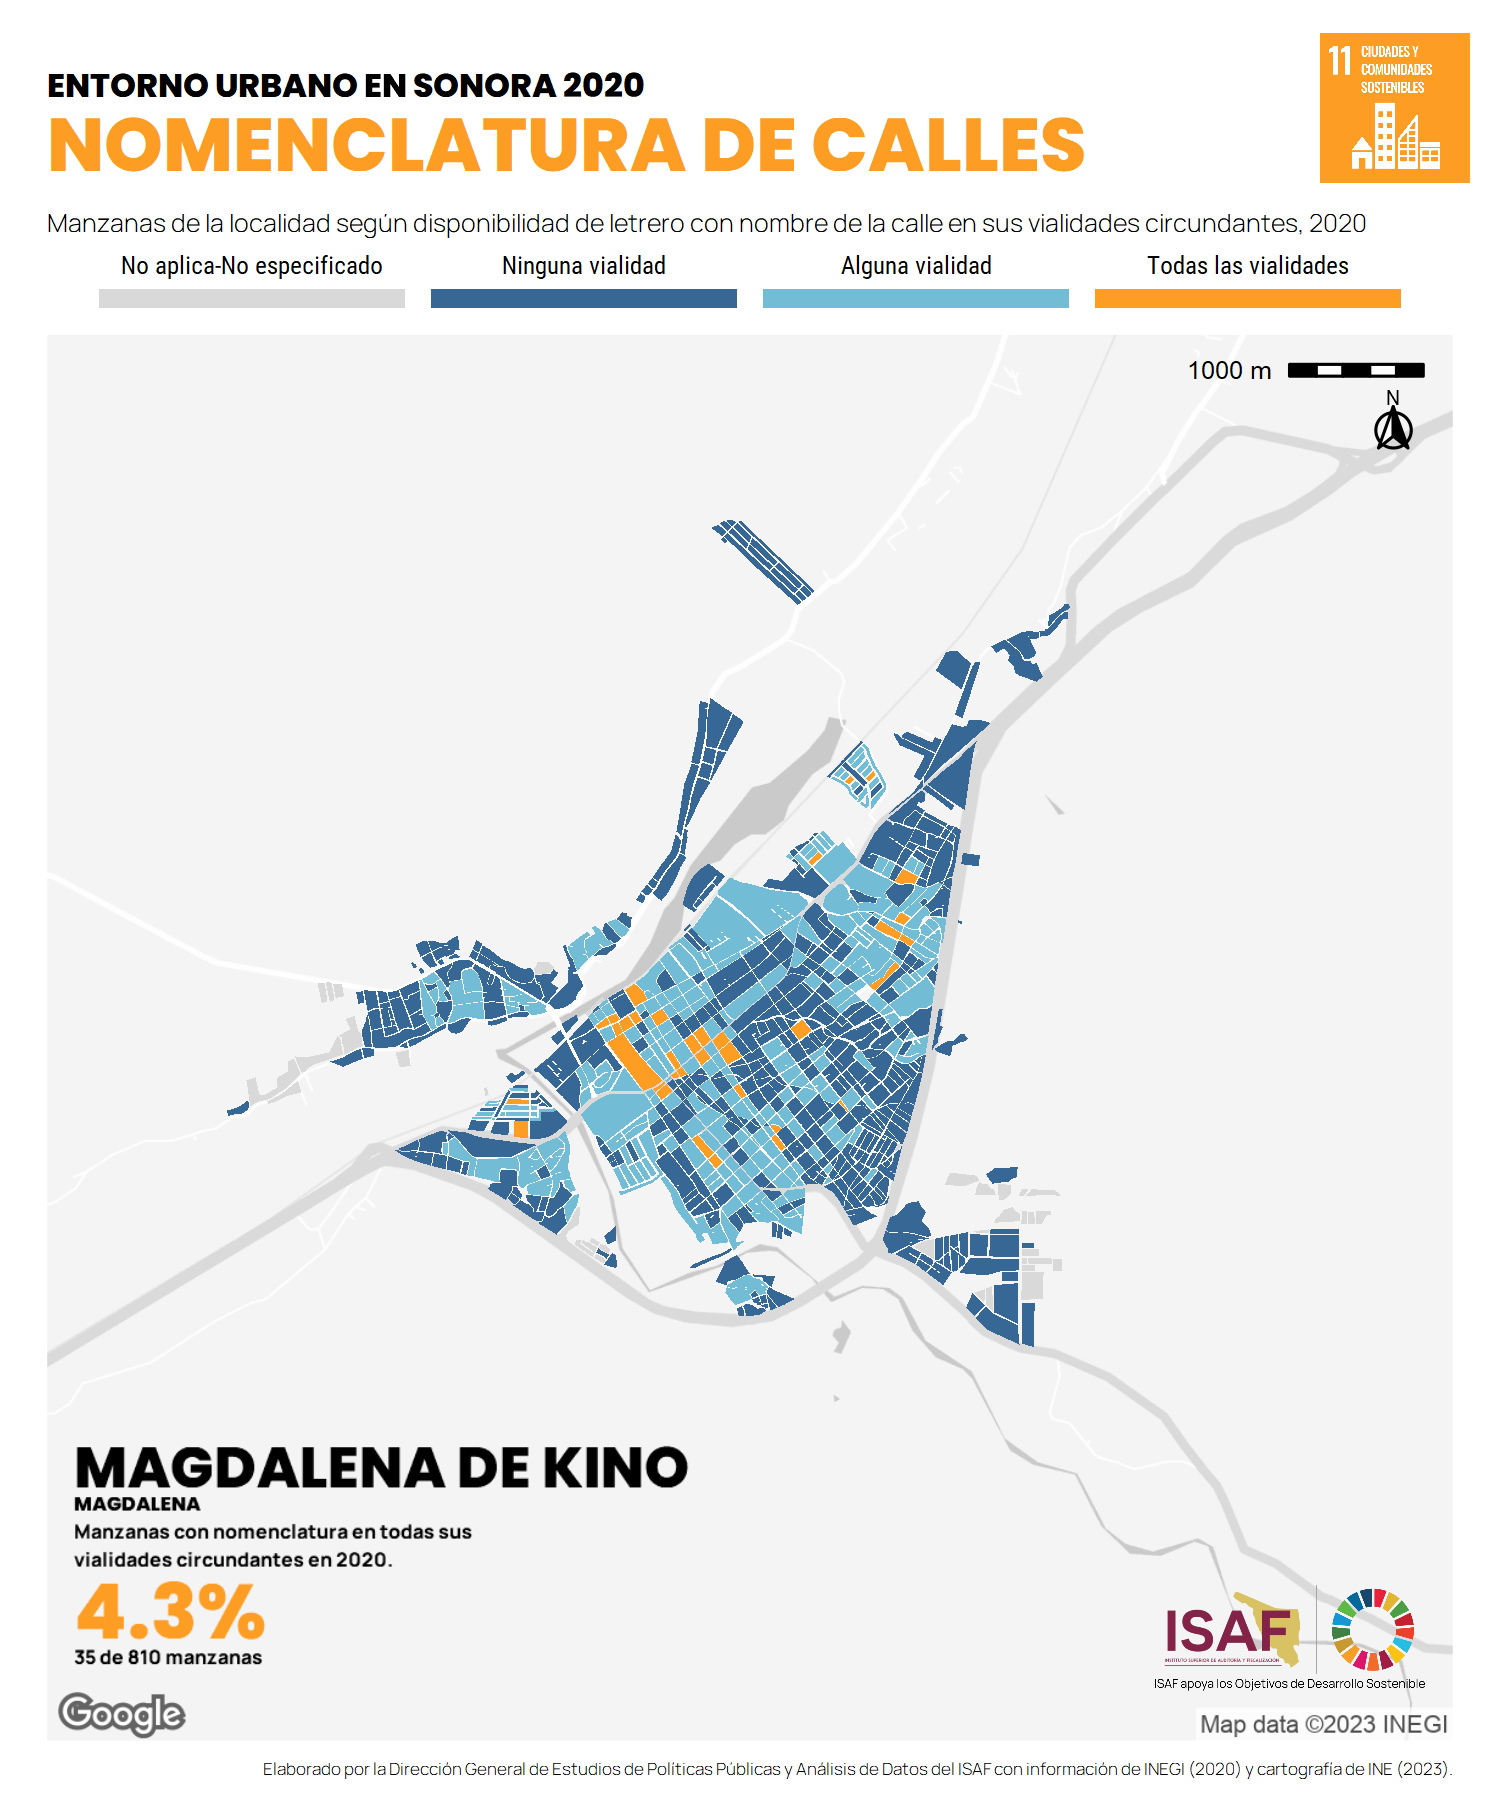 ENTORNO URBANO EN SONORA 2020
NOMENCLATURA DE CALLES
11 CIUDADES Y
COMUNIDADES
SOSTENIBLES
Manzanas de la localidad según disponibilidad de letrero con nombre de la calle en sus vialidades circundantes, 2020
No aplica-No especificado
Ninguna vialidad
Alguna vialidad
Todas las vialidades
1000 m
N
MAGDALENA DE KINO
MAGDALENA
Manzanas con nomenclatura en todas sus
vialidades circundantes en 2020.
4.3%
35 de 810 manzanas
ISAF
INSTITUTO SUPERIOR DE AUDITORÍA Y FISCALIZACIÓN
ISAF apoya los Objetivos de Desarrollo Sostenible
Google
Map data ©2023 INEGI
Elaborado por la Dirección General de Estudios de Políticas Públicas y Análisis de Datos del ISAF con información de INEGI (2020) y cartografía de INE (2023).